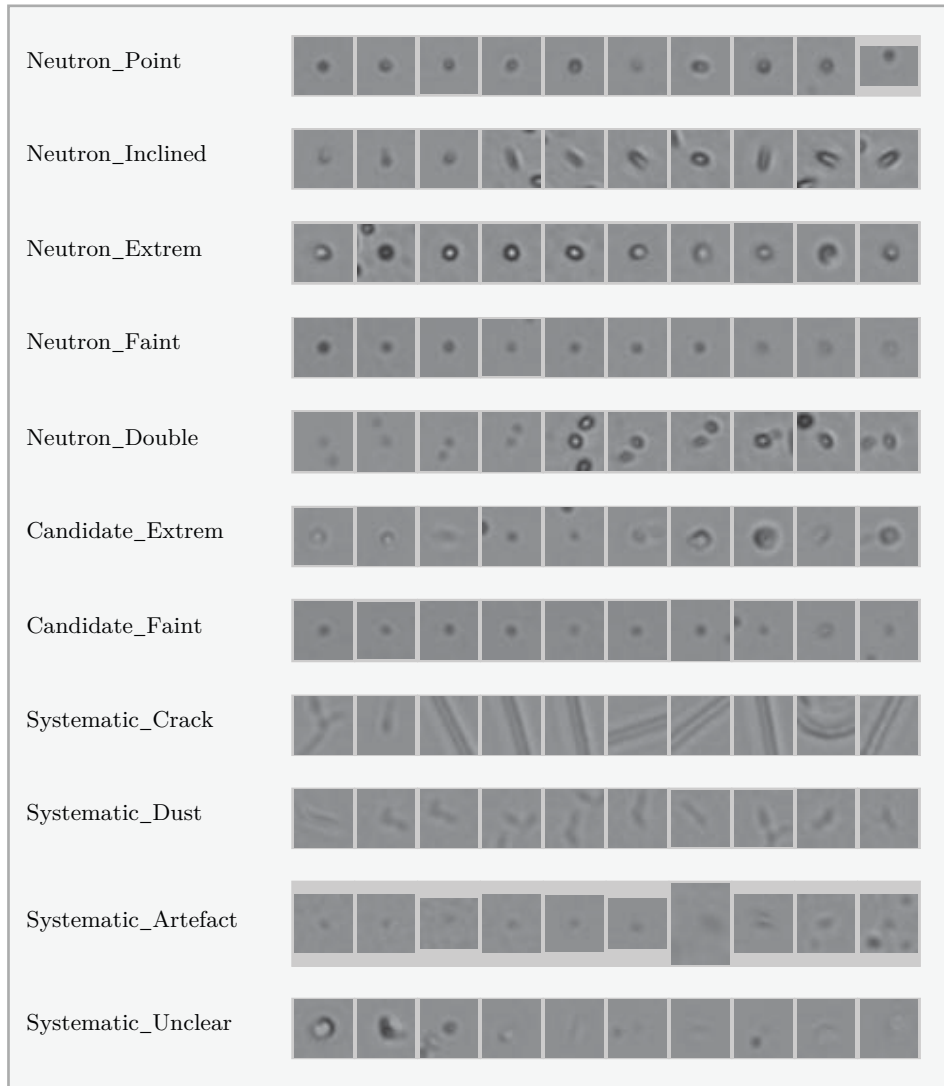 Neutron_Point
Neutron_Inclined
Neutron_Extrem
Neutron_Faint
Neutron_Double
Candidate_Extrem
Candidate_Faint
Systematic_Crack
Systematic_Dust
Systematic_Artefact
Systematic_Unclear